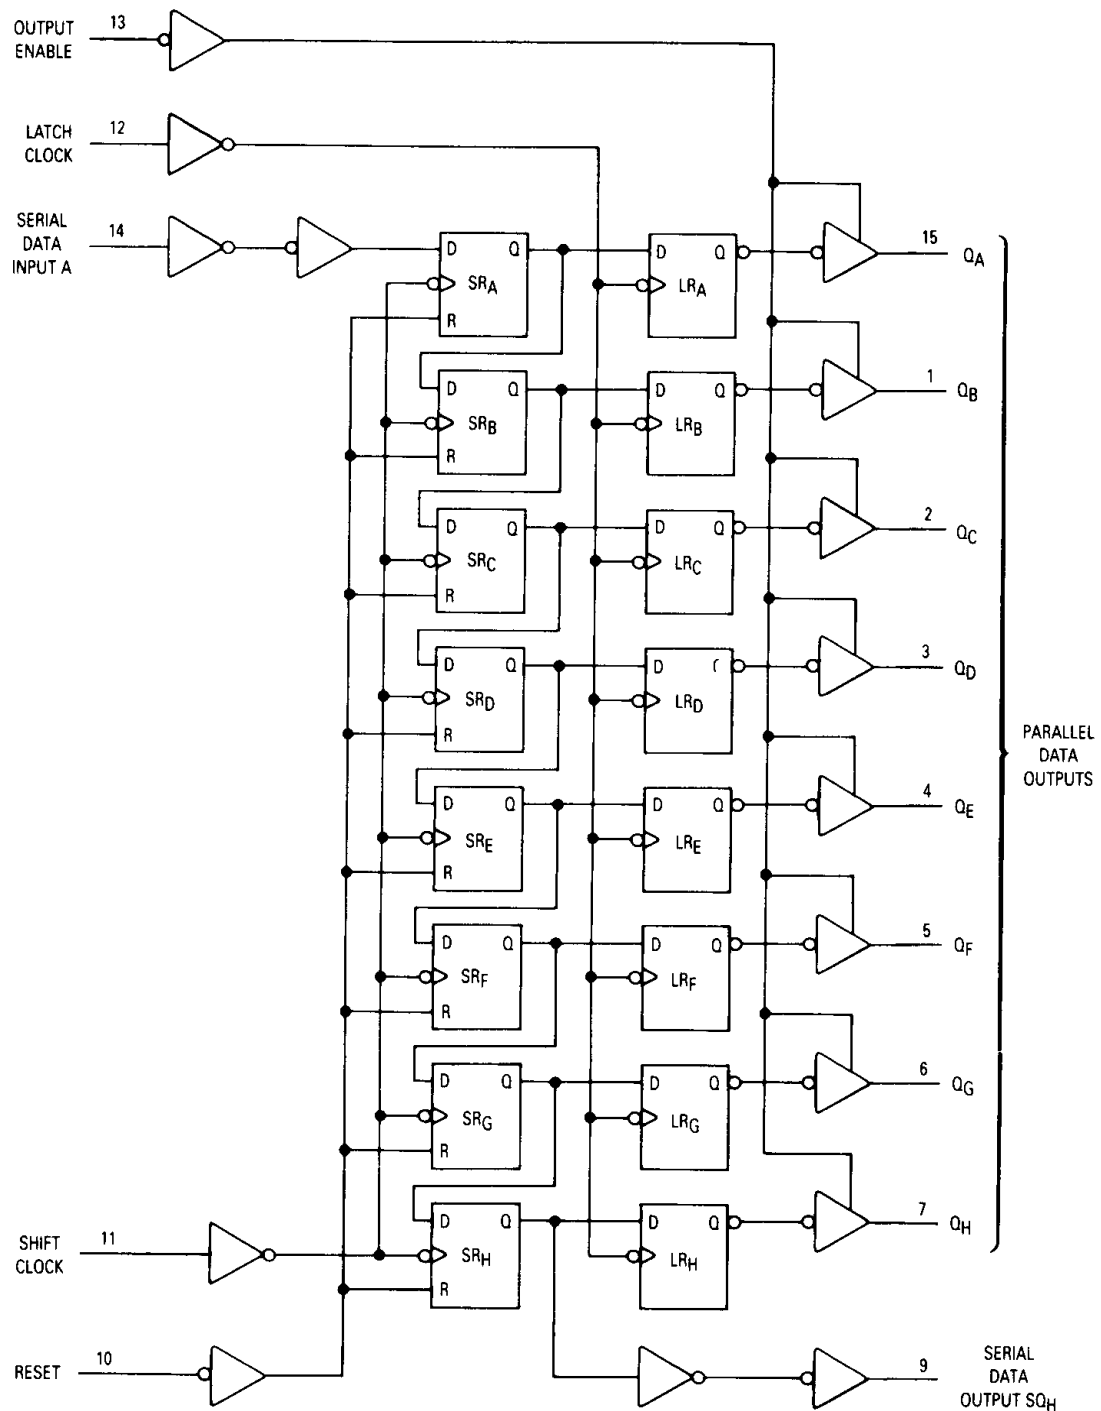 OUTPUT
ENABLE
13
LATCH
CLOCK
12
SERIAL
DATA
INPUT A
14
D Q
SRA
R
D Q
LRA
15
QA
D Q
SRB
R
D Q
LRB
1
QB
D Q
SRC
R
D Q
LRC
2
QC
D Q
SRD
R
D
LRD
3
QD
D Q
SRE
R
D Q
LRE
4
QE
D Q
SRF
R
D Q
LRF
5
QF
D Q
SRG
R
D Q
LRG
6
QG
D Q
SRH
R
D Q
LRH
7
QH
PARALLEL
DATA
OUTPUTS
SHIFT
CLOCK
11
RESET
10
9
SERIAL
DATA
OUTPUT SQH